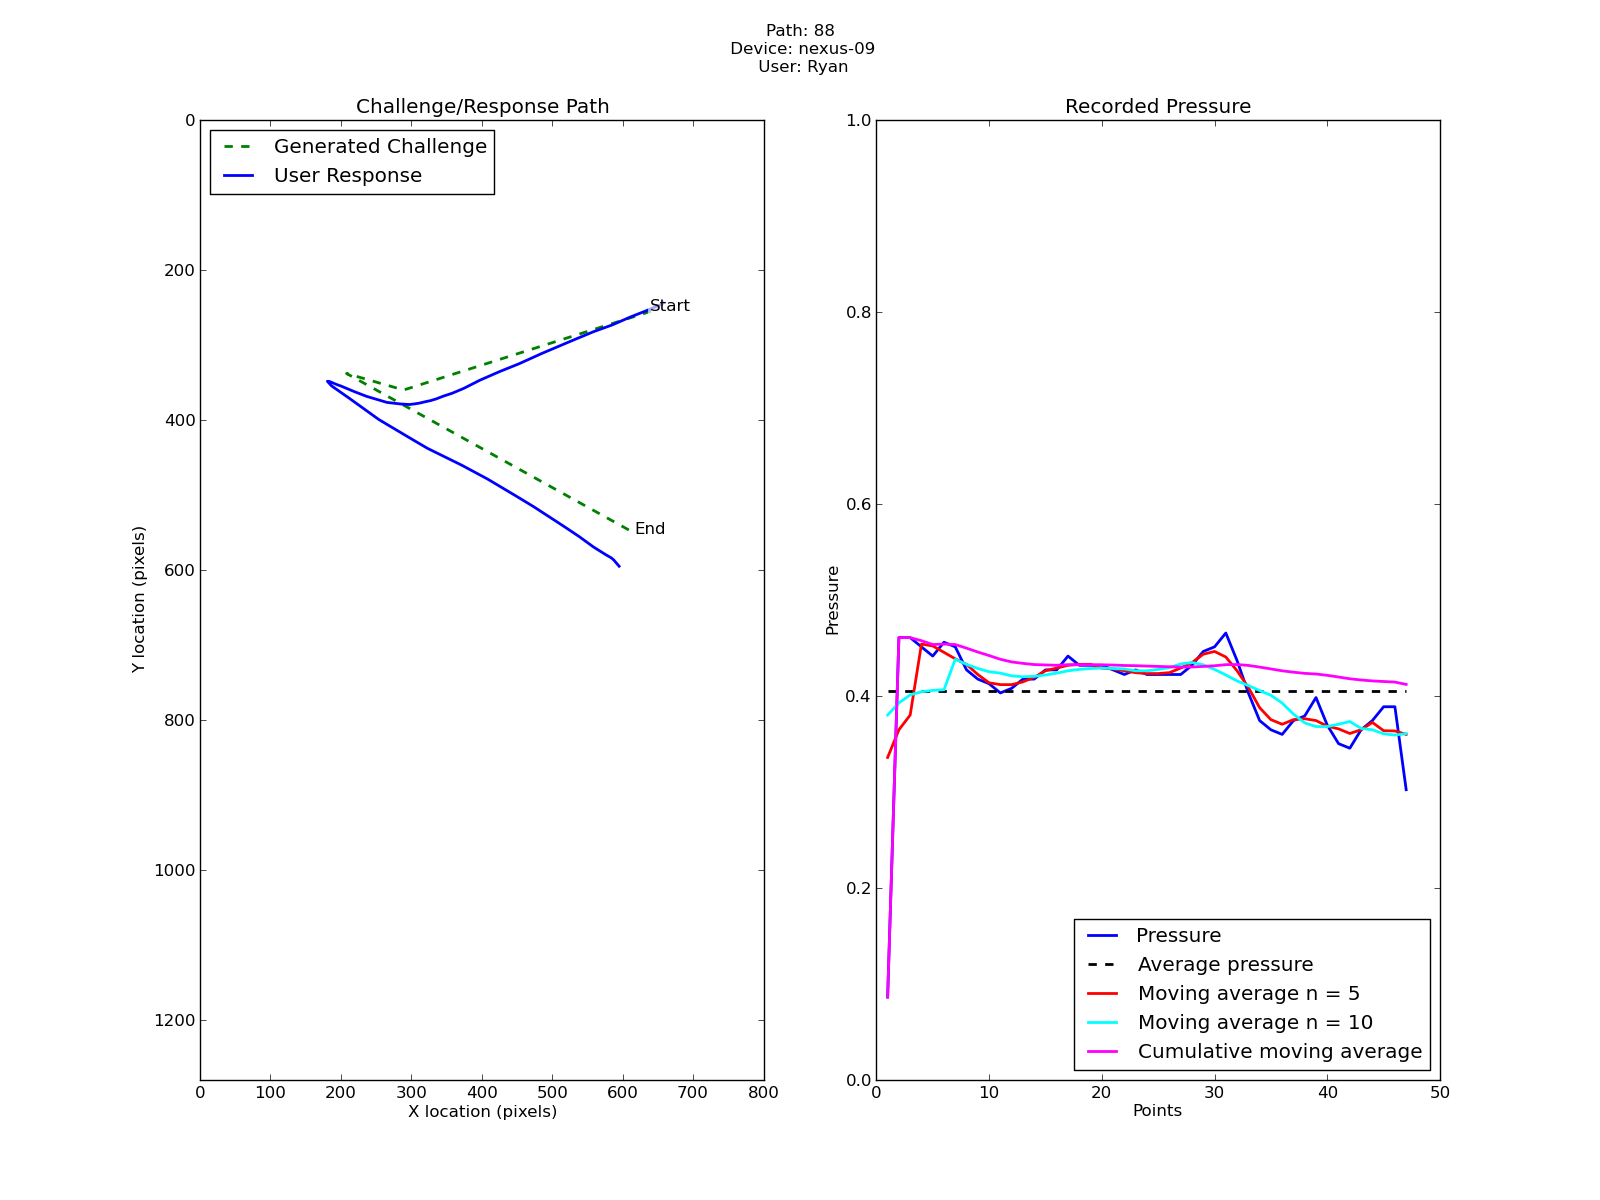 Path: 88
Device: nexus-09
User: Ryan
Challenge/Response Path
Generated Challenge
User Response
Start
End
0
200
400
600
800
1000
1200
Y location (pixels)
0 100 200 300 400 500 600 700 800
X location (pixels)
Recorded Pressure
1.0
0.8
0.6
0.4
0.2
0.0
Pressure
Pressure
Average pressure
Moving average n = 5
Moving average n = 10
Cumulative moving average
0 10 20 30 40 50
Points